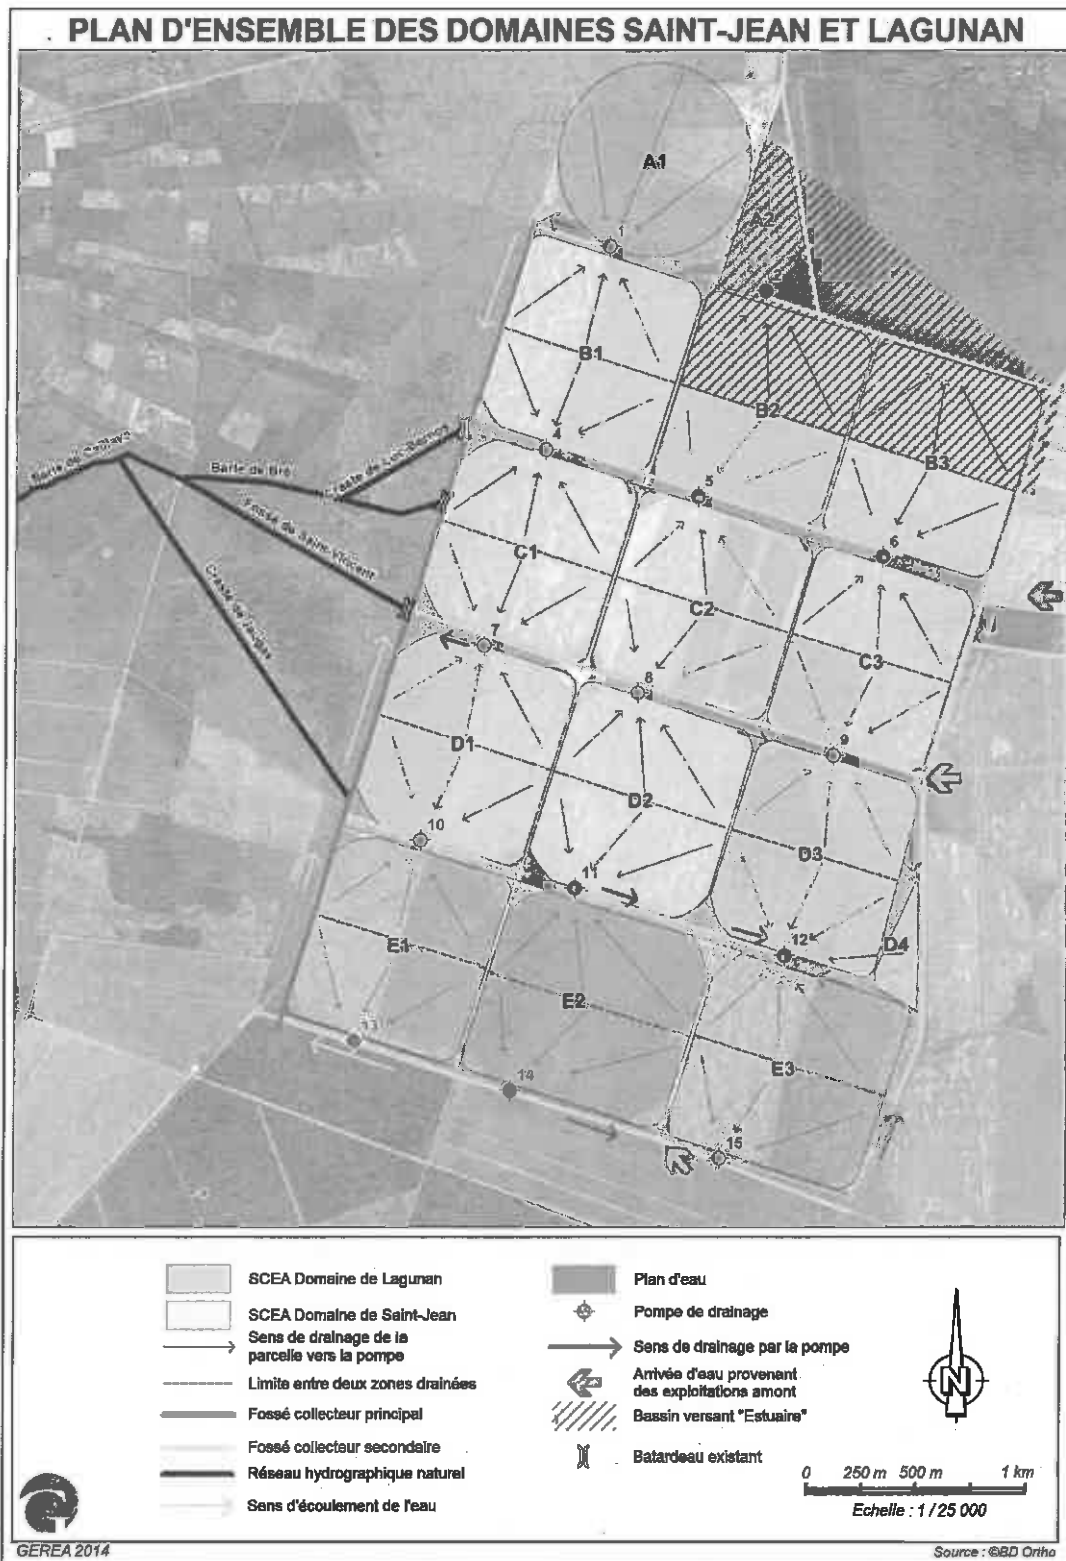 PLAN D'ENSEMBLE DES DOMAINES SAINT-JEAN ET LAGUNAN
A1
A2
1
B1
B2
B3
4
5
6
Barle de Bré
Fossé de Saint-Vincent
C1
C2
C3
7
8
9
D1
D2
D3
D4
10
11
12
E1
E2
E3
13
14
15
SCEA Domaine de Lagunan
SCEA Domaine de Saint-Jean
Sens de drainage de la
parcelle vers la pompe
Limite entre deux zones drainées
Fossé collecteur principal
Fossé collecteur secondaire
Réseau hydrographique naturel
Sens d'écoulement de l'eau
Plan d'eau
Pompe de drainage
Sens de drainage par la pompe
Arrivée d'eau provenant
des exploitations amont
Bassin versant "Estuaire"
Batardeau existant
N
0 250 m 500 m 1 km
Echelle : 1 / 25 000
GEREA 2014
Source : ©BD Ortho